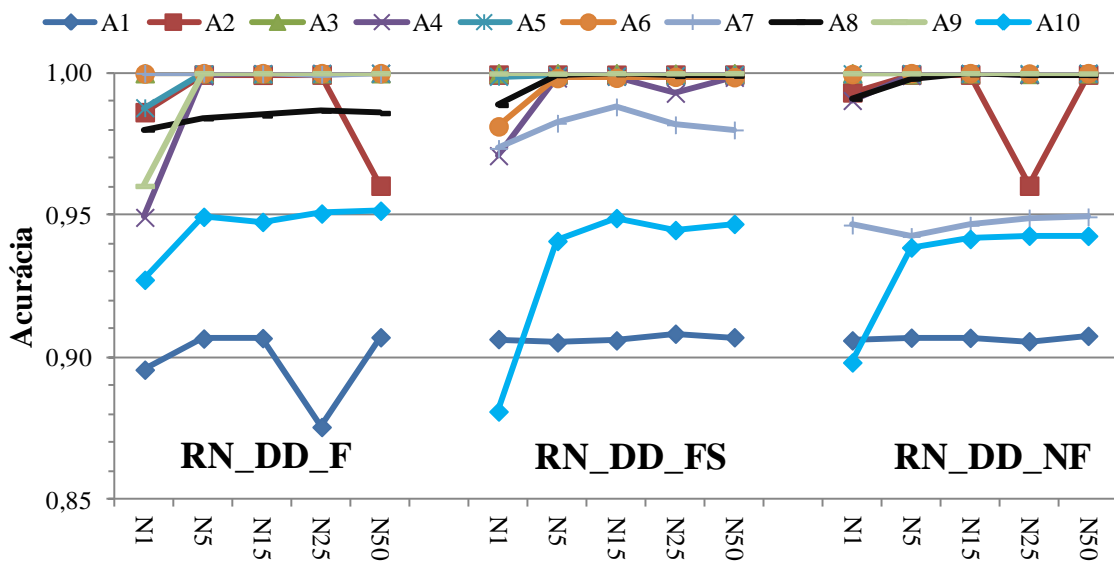 A1 A2 A3 A4 A5 A6 A7 A8 A9 A10
1,00
0,95
0,90
0,85
Acurácia
RN_DD_F RN_DD_FS RN_DD_NF
N1 N5 N15 N25 N50 N1 N5 N15 N25 N50 N1 N5 N15 N25 N50